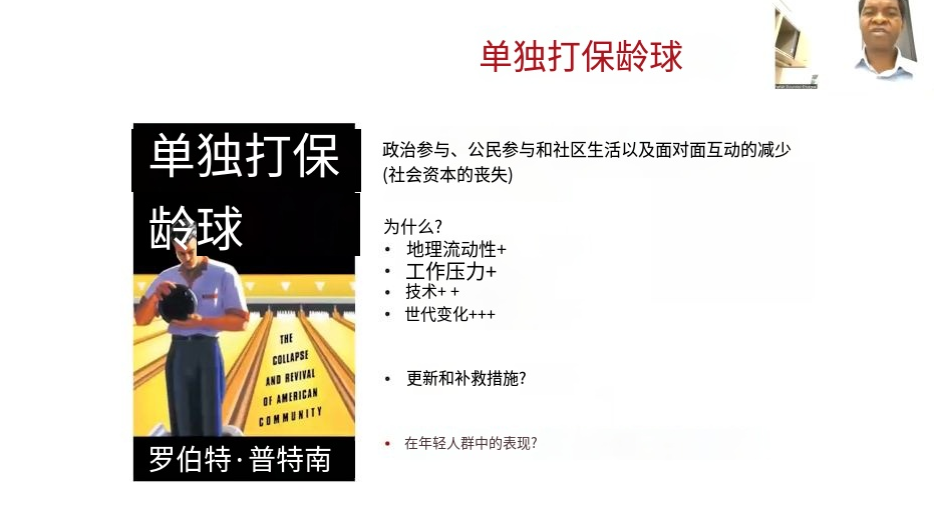 单独打保龄球
单独打保
龄球
THE
COLLAPSE
AND REVIVAL
OF AMERICAN
COMMUNITY
罗伯特·普特南
政治参与、公民参与和社区生活以及面对面互动的减少
(社会资本的丧失)
为什么?
• 地理流动性+
• 工作压力+
• 技术+ +
• 世代变化+++
• 更新和补救措施?
• 在年轻人群中的表现?